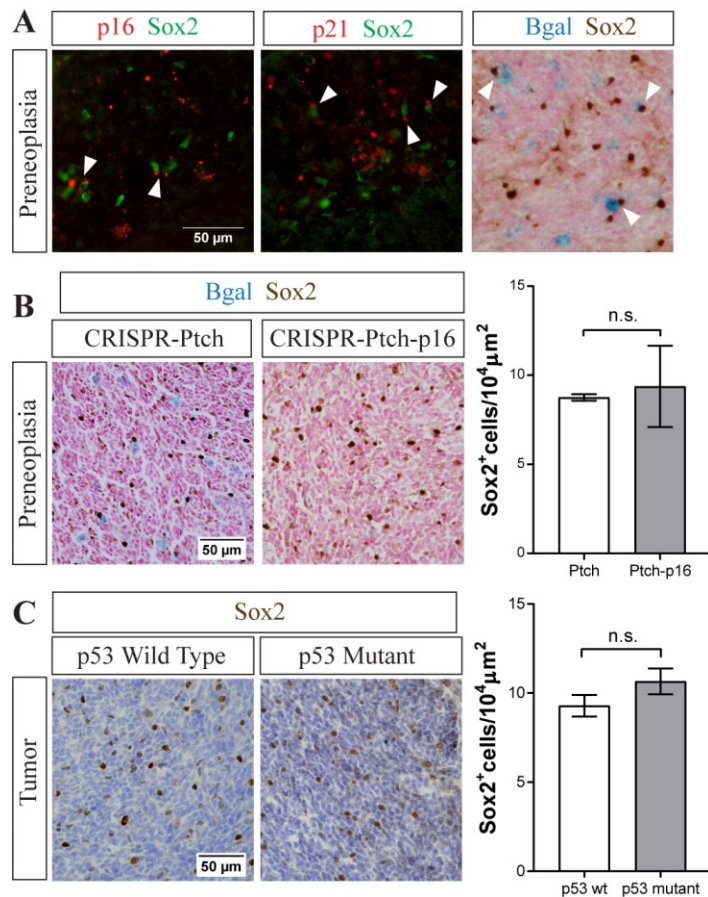 A
p16 Sox2
p21 Sox2
Bgal Sox2
Preneoplasia
50 µm
B
Bgal Sox2
CRISPR-Ptch
CRISPR-Ptch-p16
Preneoplasia
50 µm
Sox2⁺cells/10⁴µm²
15
10
5
0
n.s.
Ptch
Ptch-p16
C
Sox2
p53 Wild Type
p53 Mutant
Tumor
50 µm
Sox2⁺cells/10⁴µm²
15
10
5
0
n.s.
p53 wt
p53 mutant